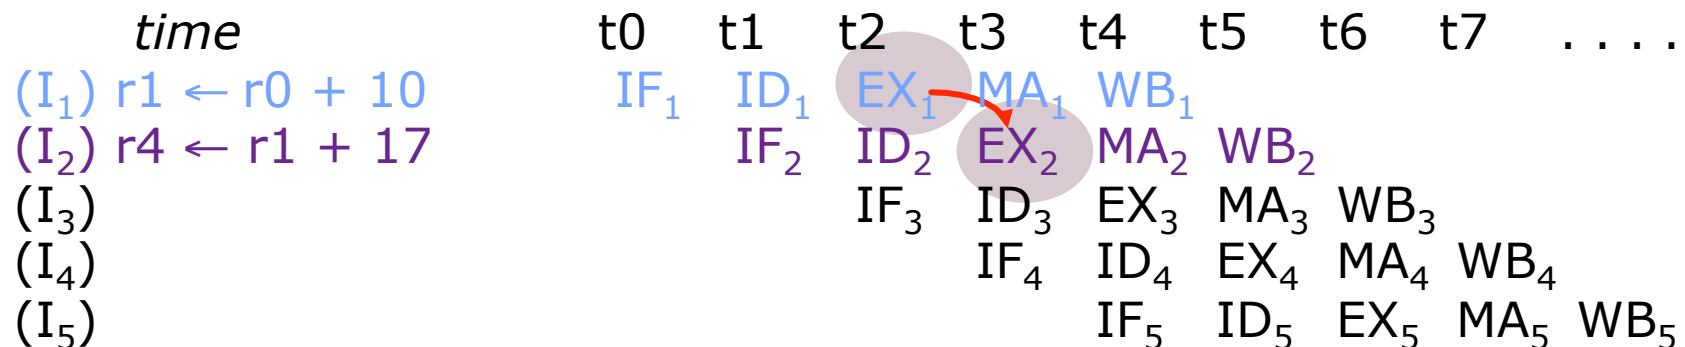 time t0 t1 t2 t3 t4 t5 t6 t7 . . . .
(I₁) r1 ← r0 + 10 IF₁ ID₁ EX₁ MA₁ WB₁
(I₂) r4 ← r1 + 17 IF₂ ID₂ EX₂ MA₂ WB₂
(I₃) IF₃ ID₃ EX₃ MA₃ WB₃
(I₄) IF₄ ID₄ EX₄ MA₄ WB₄
(I₅) IF₅ ID₅ EX₅ MA₅ WB₅